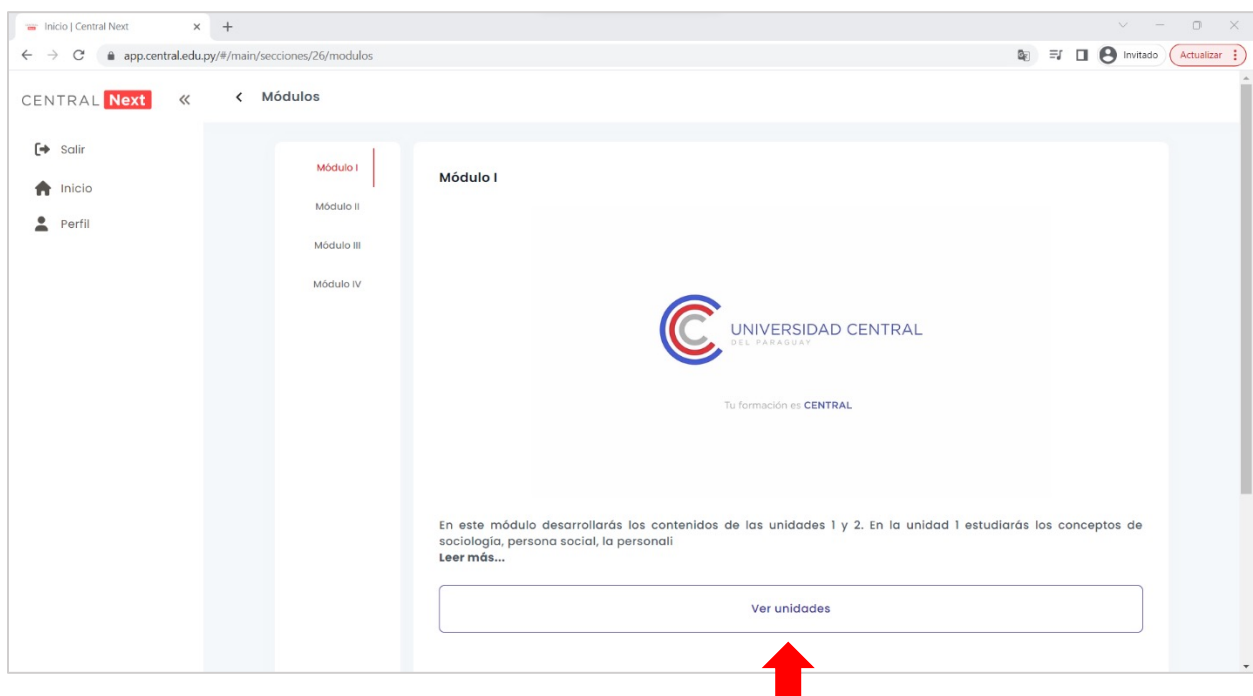 Inicio | Central Next
app.central.edu.py/#/main/secciones/26/modulos
Invitado
Actualizar
CENTRAL Next
Módulos
Salir
Inicio
Perfil
Módulo I
Módulo II
Módulo III
Módulo IV
Módulo I
UNIVERSIDAD CENTRAL
DEL PARAGUAY
Tu formación es CENTRAL
En este módulo desarrollarás los contenidos de las unidades 1 y 2. En la unidad 1 estudiarás los conceptos de
sociología, persona social, la personali
Leer más...
Ver unidades